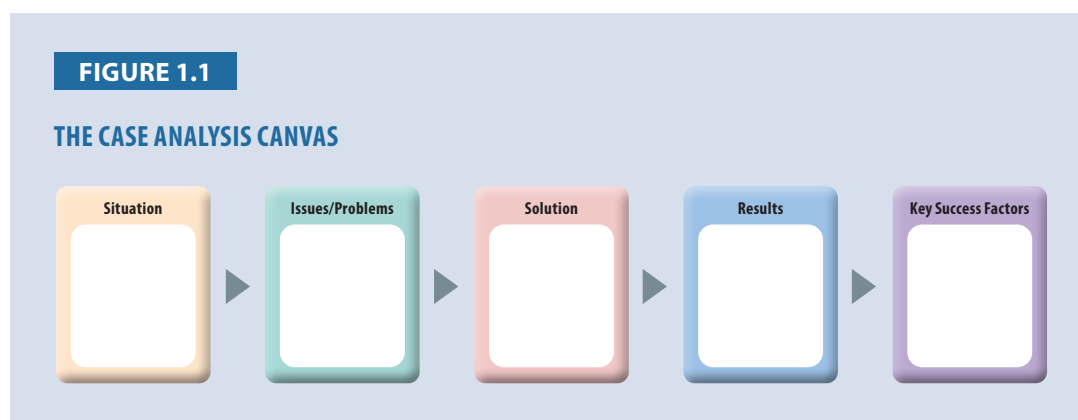 FIGURE 1.1
THE CASE ANALYSIS CANVAS
Situation
Issues/Problems
Solution
Results
Key Success Factors